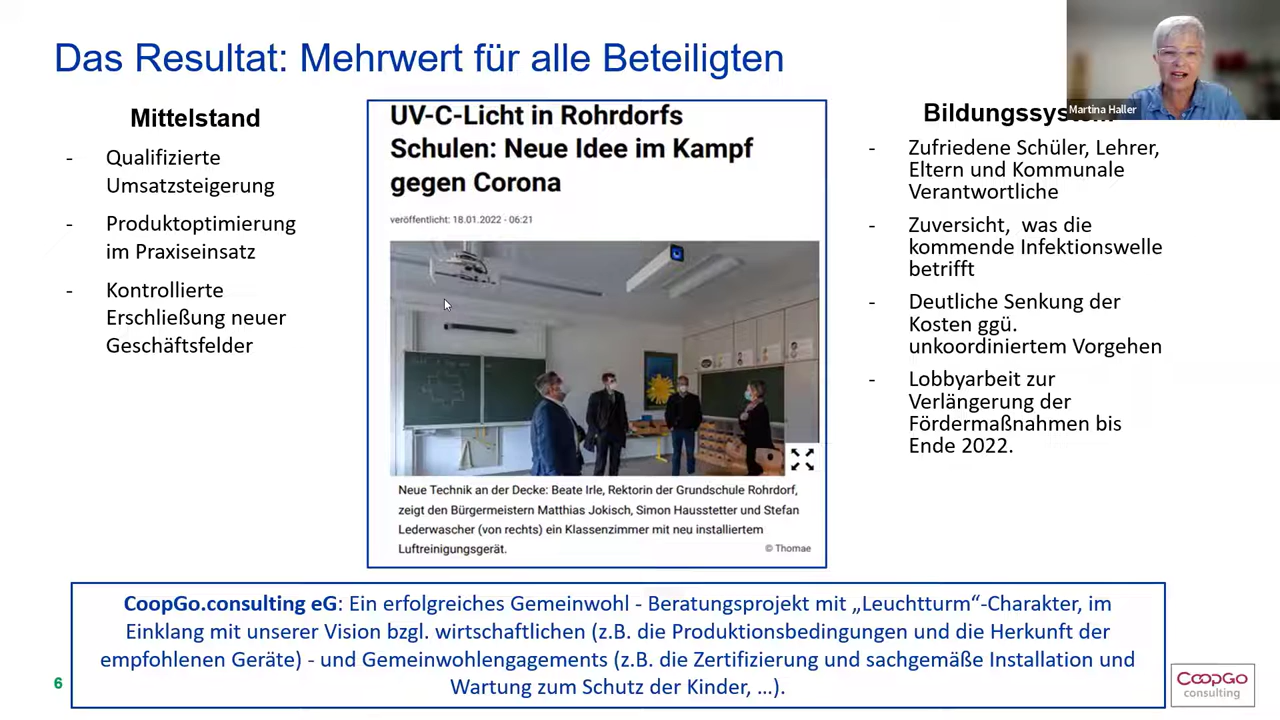 Das Resultat: Mehrwert für alle Beteiligten
Martina Haller
Mittelstand
- Qualifizierte
Umsatzsteigerung
- Produktoptimierung
im Praxiseinsatz
- Kontrollierte
Erschließung neuer
Geschäftsfelder
UV-C-Licht in Rohrdorfs
Schulen: Neue Idee im Kampf
gegen Corona
veröffentlicht: 18.01.2022 - 06:21
Neue Technik an der Decke: Beate Irle, Rektorin der Grundschule Rohrdorf,
zeigt den Bürgermeistern Matthias Jokisch, Simon Hausstetter und Stefan
Lederwascher (von rechts) ein Klassenzimmer mit neu installiertem
Luftreinigungsgerät.
© Thomae
Bildungssystem
- Zufriedene Schüler, Lehrer,
Eltern und Kommunale
Verantwortliche
- Zuversicht, was die
kommende Infektionswelle
betrifft
- Deutliche Senkung der
Kosten ggü.
unkoordiniertem Vorgehen
- Lobbyarbeit zur
Verlängerung der
Fördermaßnahmen bis
Ende 2022.
CoopGo.consulting eG: Ein erfolgreiches Gemeinwohl - Beratungsprojekt mit „Leuchtturm“-Charakter, im
Einklang mit unserer Vision bzgl. wirtschaftlichen (z.B. die Produktionsbedingungen und die Herkunft der
empfohlenen Geräte) - und Gemeinwohlengagements (z.B. die Zertifizierung und sachgemäße Installation und
Wartung zum Schutz der Kinder, ...).
6
CoopGo
consulting